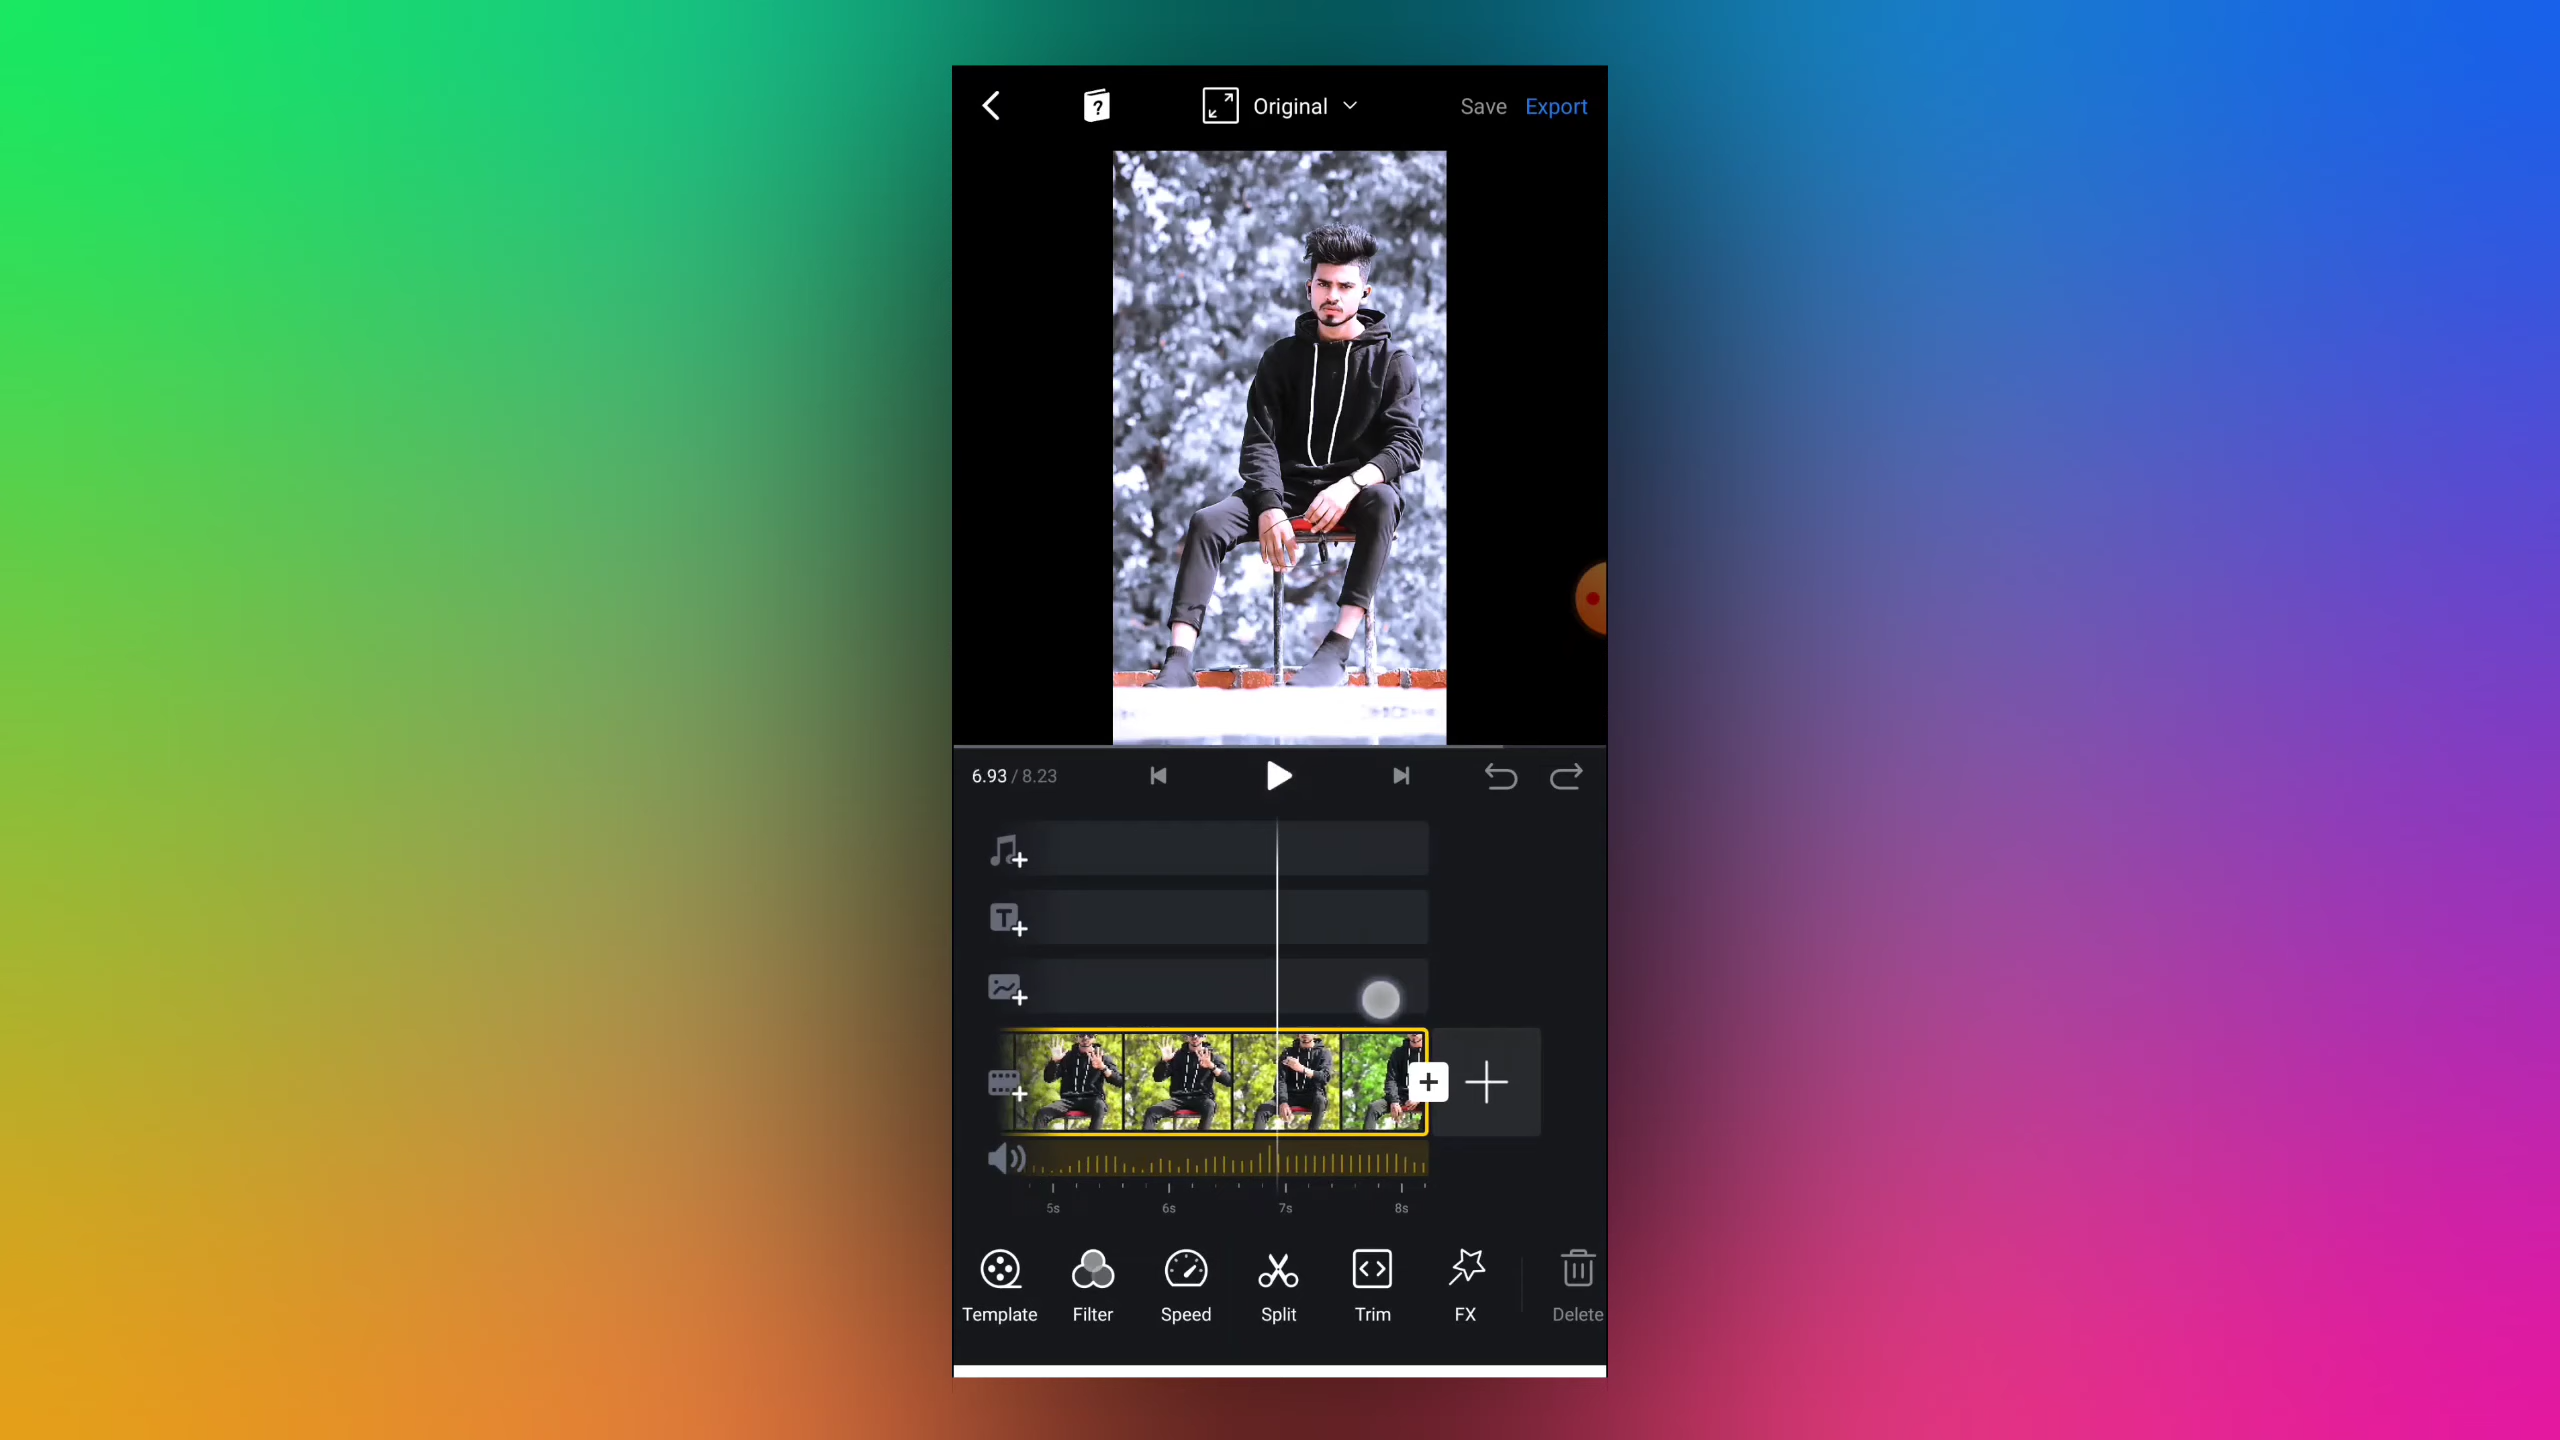 Original
Save Export
6.93 / 8.23
5s 6s 7s 8s
Template Filter Speed Split Trim FX Delete